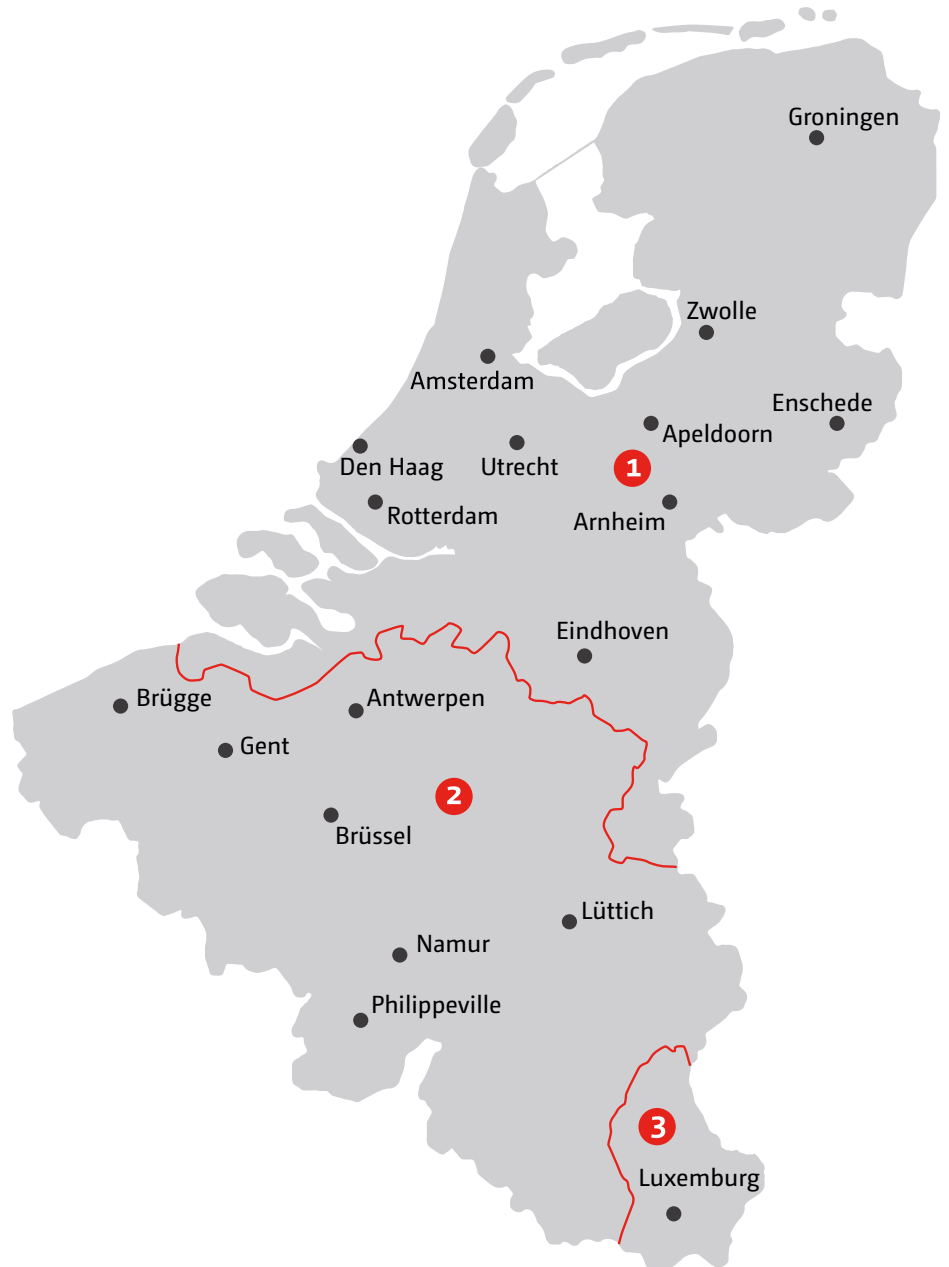 Groningen
Zwolle
Amsterdam
Enschede
Apeldoorn
Den Haag
Utrecht
1
Rotterdam
Arnheim
Eindhoven
Brügge
Antwerpen
Gent
2
Brüssel
Lüttich
Namur
Philippeville
3
Luxemburg